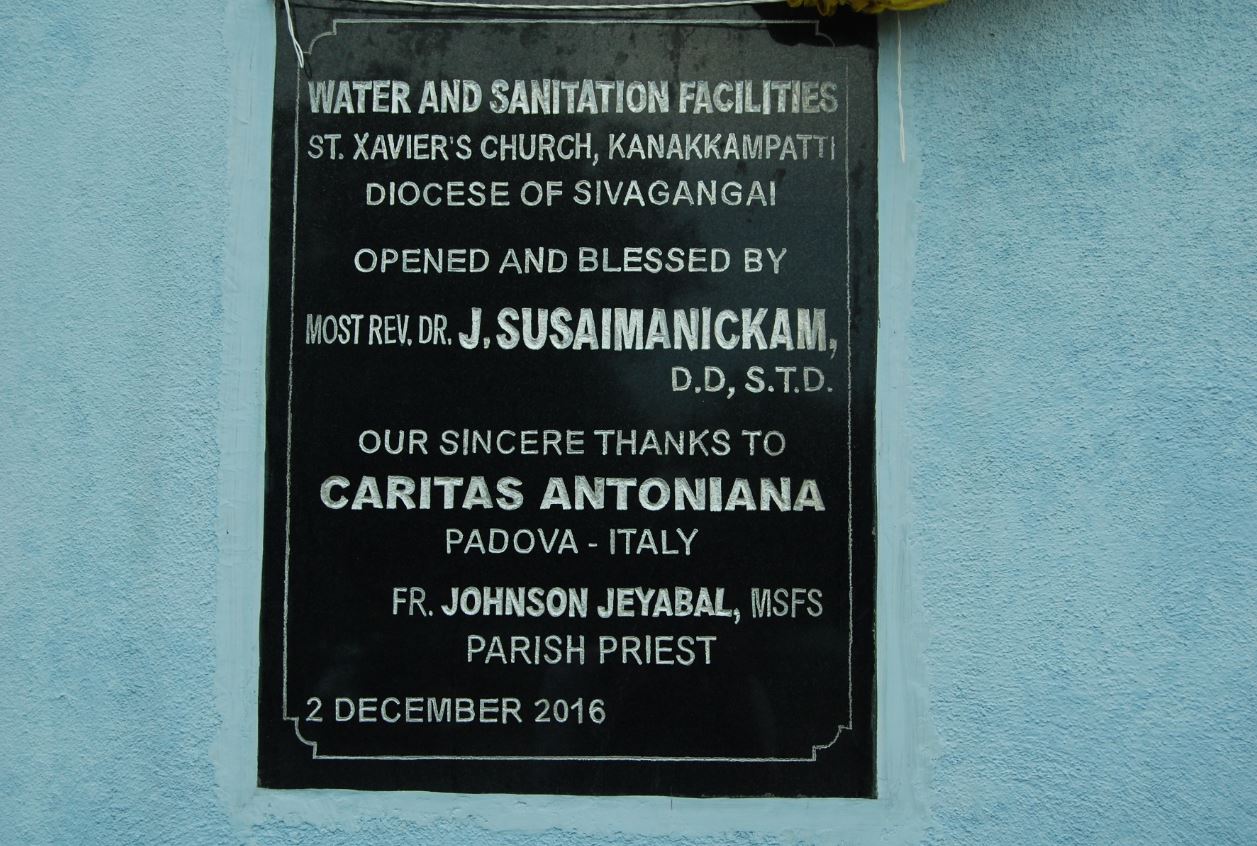 WATER AND SANITATION FACILITIES
ST. XAVIER'S CHURCH, KANAKKAMPATTI
DIOCESE OF SIVAGANGAI
OPENED AND BLESSED BY
MOST REV. DR. J. SUSAIMANICKAM,
D.D, S.T.D.
OUR SINCERE THANKS TO
CARITAS ANTONIANA
PADOVA - ITALY
FR. JOHNSON JEYABAL, MSFS
PARISH PRIEST
2 DECEMBER 2016